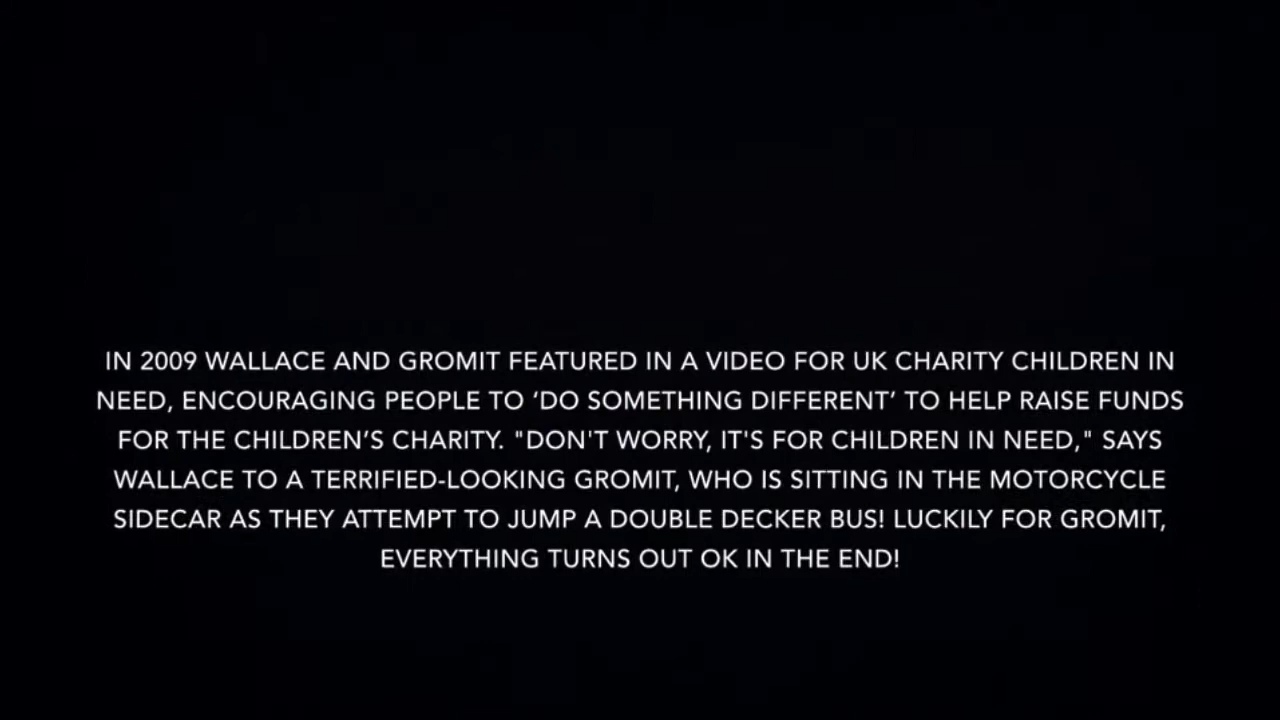 IN 2009 WALLACE AND GROMIT FEATURED IN A VIDEO FOR UK CHARITY CHILDREN IN
NEED, ENCOURAGING PEOPLE TO ‘DO SOMETHING DIFFERENT’ TO HELP RAISE FUNDS
FOR THE CHILDREN’S CHARITY. "DON'T WORRY, IT'S FOR CHILDREN IN NEED," SAYS
WALLACE TO A TERRIFIED-LOOKING GROMIT, WHO IS SITTING IN THE MOTORCYCLE
SIDECAR AS THEY ATTEMPT TO JUMP A DOUBLE DECKER BUS! LUCKILY FOR GROMIT,
EVERYTHING TURNS OUT OK IN THE END!